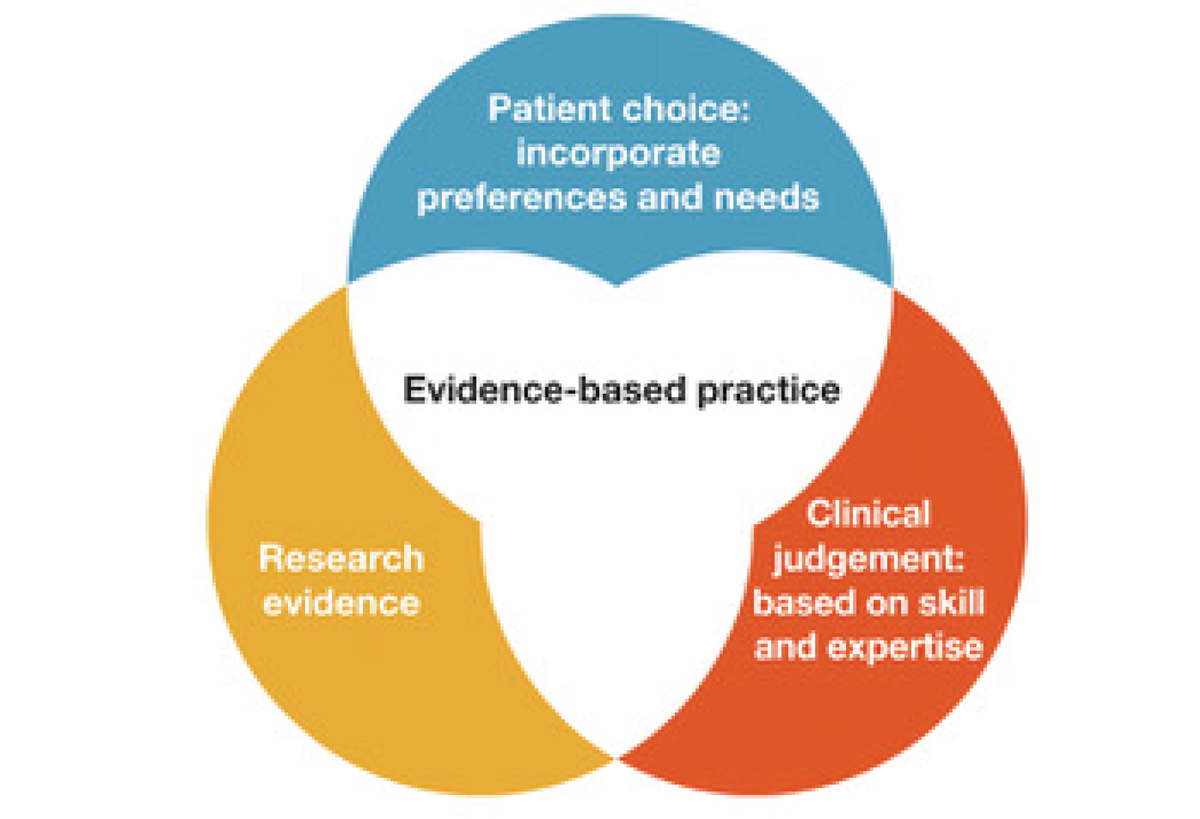 Patient choice:
incorporate
preferences and needs
Evidence-based practice
Research
evidence
Clinical
judgement:
based on skill
and expertise